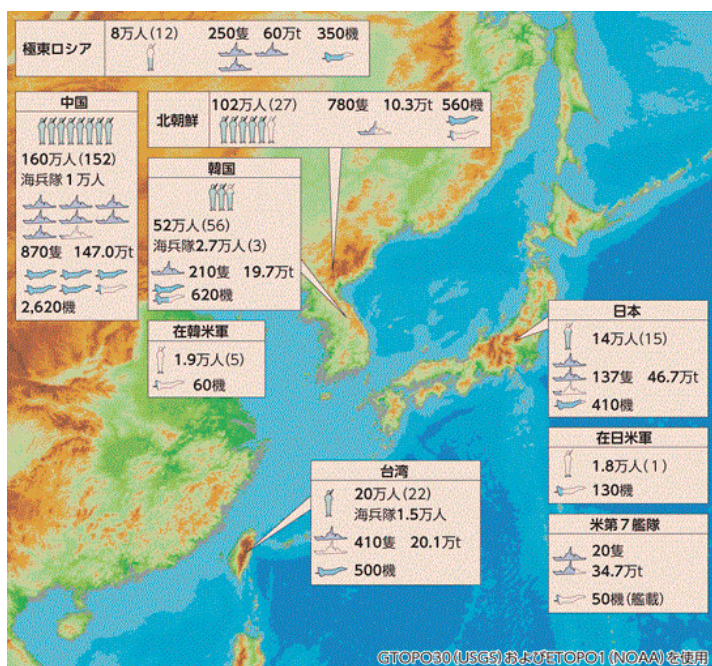 極東ロシア
8万人(12) 250隻 60万t 350機
中国
160万人(152)
海兵隊1万人
870隻 147.0万t
2,620機
北朝鮮
102万人(27) 780隻 10.3万t 560機
韓国
52万人(56)
海兵隊2.7万人(3)
210隻 19.7万t
620機
在韓米軍
1.9万人(5)
60機
日本
14万人(15)
137隻 46.7万t
410機
在日米軍
1.8万人(1)
130機
台湾
20万人(22)
海兵隊1.5万人
410隻 20.1万t
500機
米第7艦隊
20隻
34.7万t
50機(艦載)
GTOPO30(USGS)およびETOPO1(NOAA)を使用